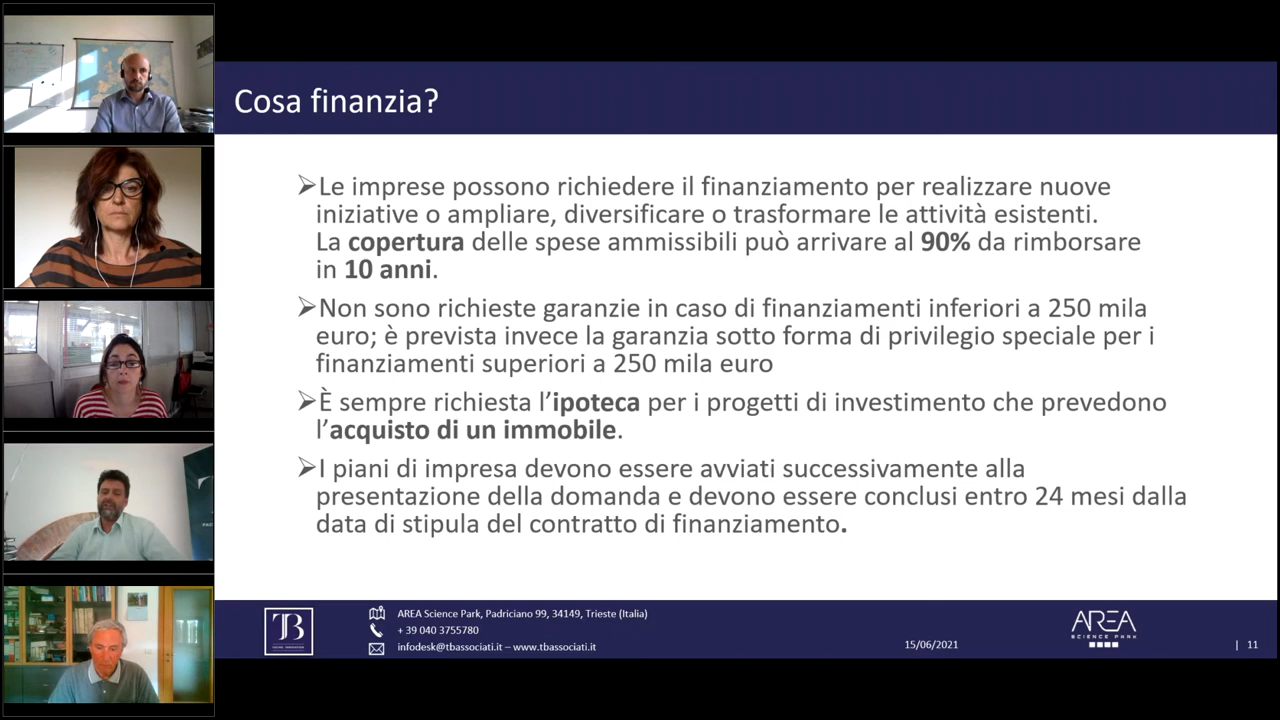 Cosa finanzia?
➢Le imprese possono richiedere il finanziamento per realizzare nuove
iniziative o ampliare, diversificare o trasformare le attività esistenti.
La copertura delle spese ammissibili può arrivare al 90% da rimborsare
in 10 anni.
➢Non sono richieste garanzie in caso di finanziamenti inferiori a 250 mila
euro; è prevista invece la garanzia sotto forma di privilegio speciale per i
finanziamenti superiori a 250 mila euro
➢È sempre richiesta l’ipoteca per i progetti di investimento che prevedono
l’acquisto di un immobile.
➢I piani di impresa devono essere avviati successivamente alla
presentazione della domanda e devono essere conclusi entro 24 mesi dalla
data di stipula del contratto di finanziamento.
TB
AREA Science Park, Padriciano 99, 34149, Trieste (Italia)
+ 39 040 3755780
infodesk@tbassociati.it – www.tbassociati.it
15/06/2021
AREA
SCIENCE PARK
| 11